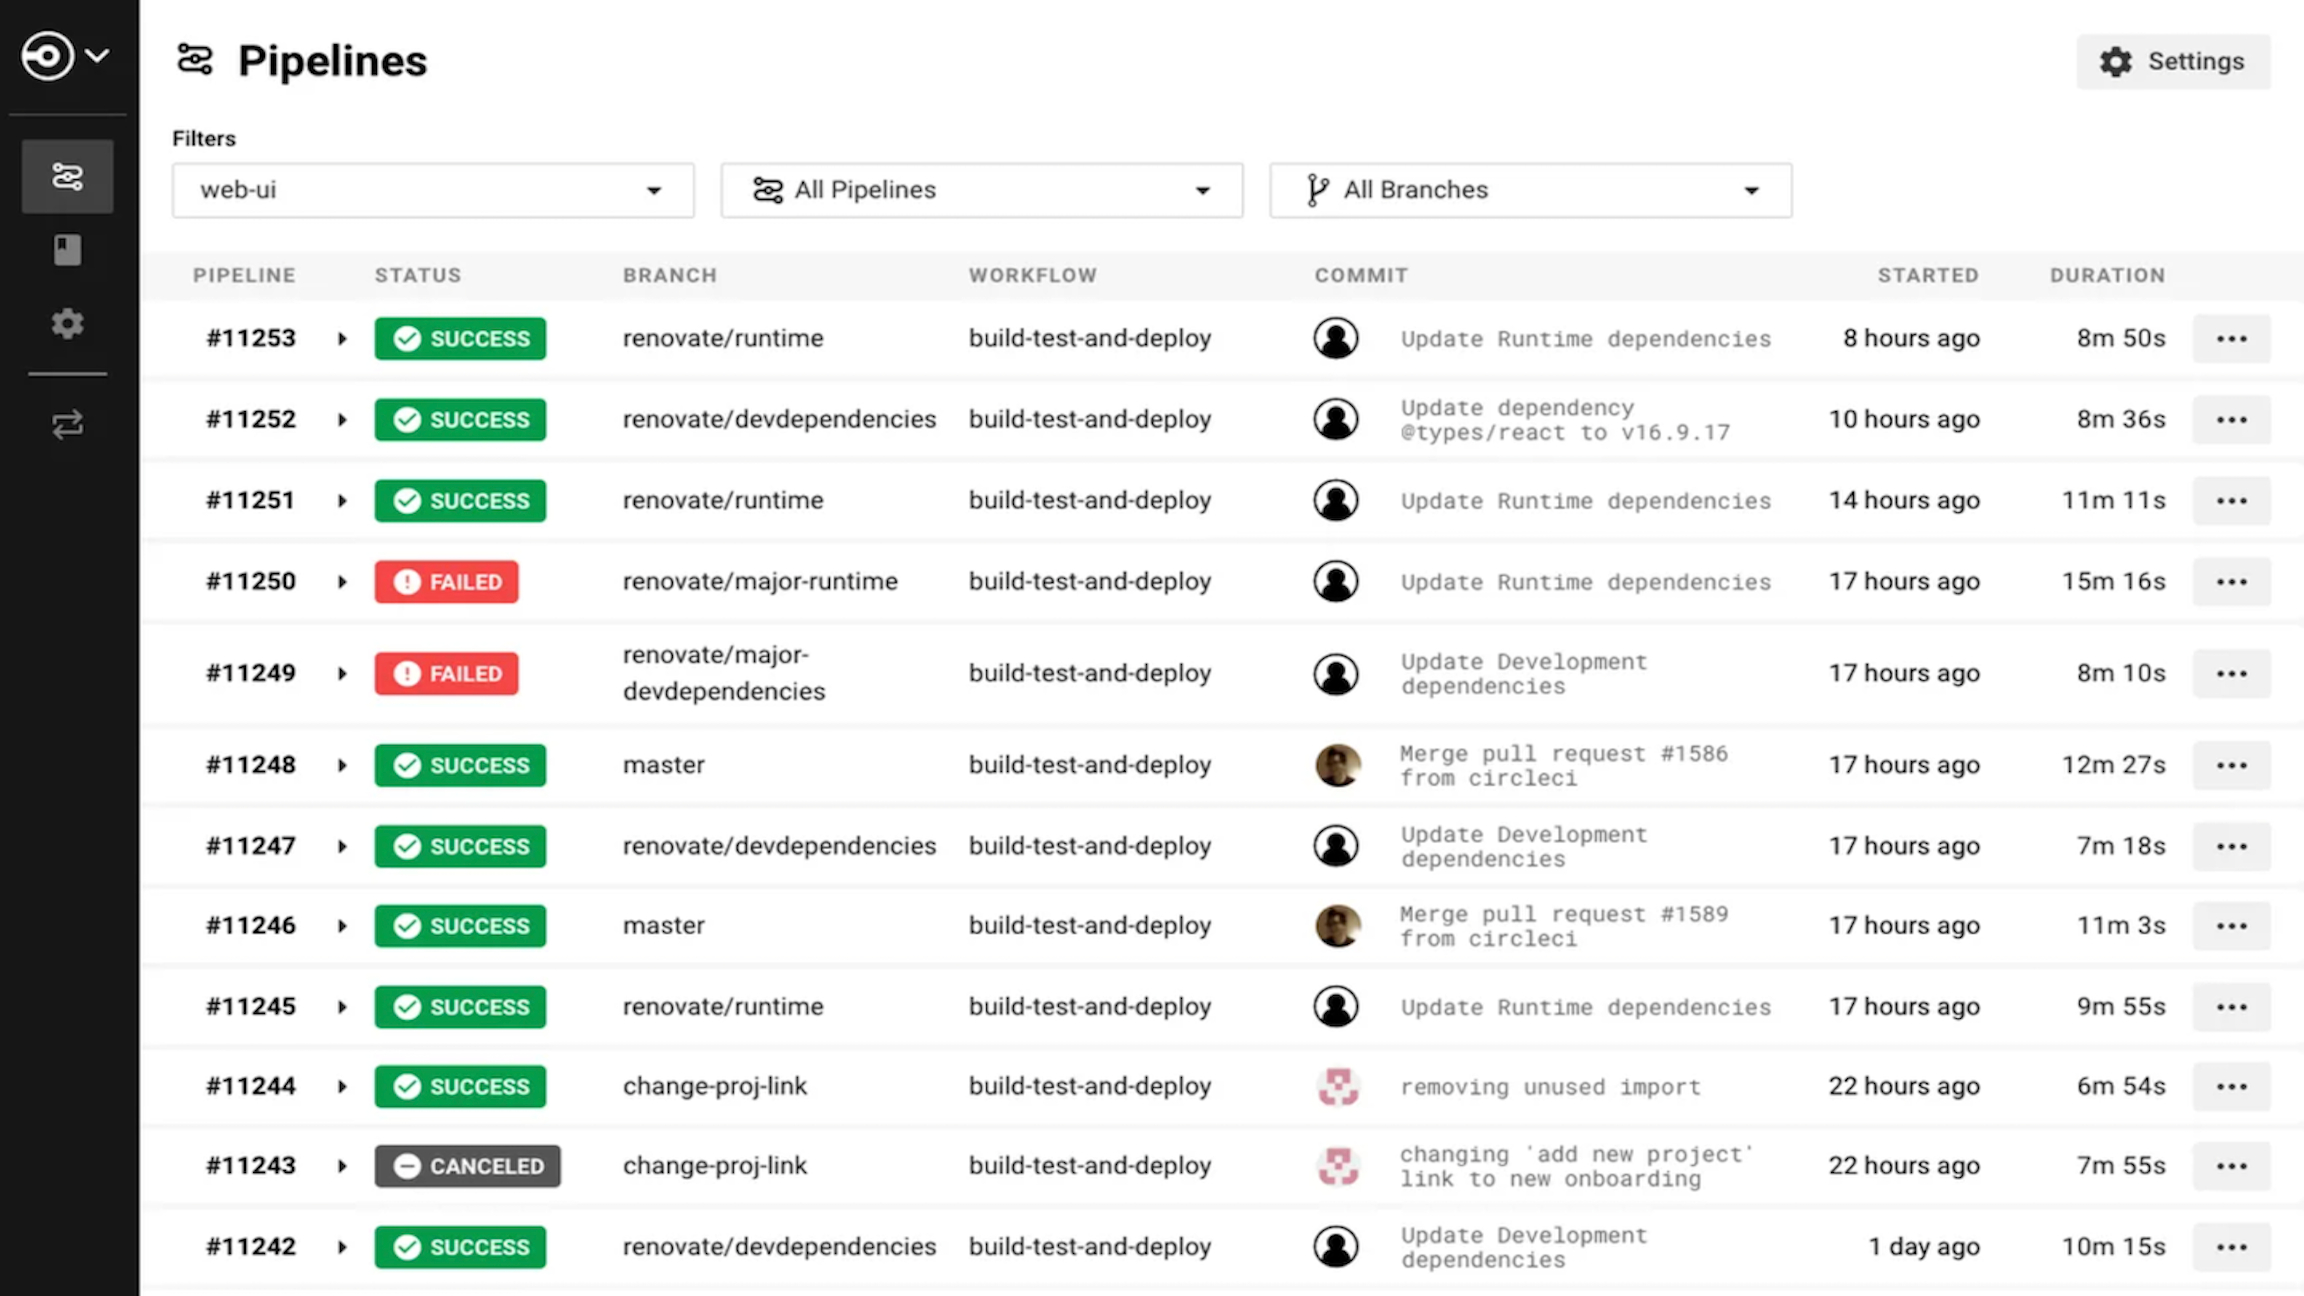 Pipelines
Settings
Filters
web-ui
All Pipelines
All Branches
PIPELINE STATUS BRANCH WORKFLOW COMMIT STARTED DURATION
#11253 SUCCESS renovate/runtime build-test-and-deploy Update Runtime dependencies 8 hours ago 8m 50s
#11252 SUCCESS renovate/devdependencies build-test-and-deploy Update dependency
@types/react to v16.9.17 10 hours ago 8m 36s
#11251 SUCCESS renovate/runtime build-test-and-deploy Update Runtime dependencies 14 hours ago 11m 11s
#11250 FAILED renovate/major-runtime build-test-and-deploy Update Runtime dependencies 17 hours ago 15m 16s
#11249 FAILED renovate/major-
devdependencies build-test-and-deploy Update Development
dependencies 17 hours ago 8m 10s
#11248 SUCCESS master build-test-and-deploy Merge pull request #1586
from circleci 17 hours ago 12m 27s
#11247 SUCCESS renovate/devdependencies build-test-and-deploy Update Development
dependencies 17 hours ago 7m 18s
#11246 SUCCESS master build-test-and-deploy Merge pull request #1589
from circleci 17 hours ago 11m 3s
#11245 SUCCESS renovate/runtime build-test-and-deploy Update Runtime dependencies 17 hours ago 9m 55s
#11244 SUCCESS change-proj-link build-test-and-deploy removing unused import 22 hours ago 6m 54s
#11243 CANCELED change-proj-link build-test-and-deploy changing 'add new project'
link to new onboarding 22 hours ago 7m 55s
#11242 SUCCESS renovate/devdependencies build-test-and-deploy Update Development
dependencies 1 day ago 10m 15s